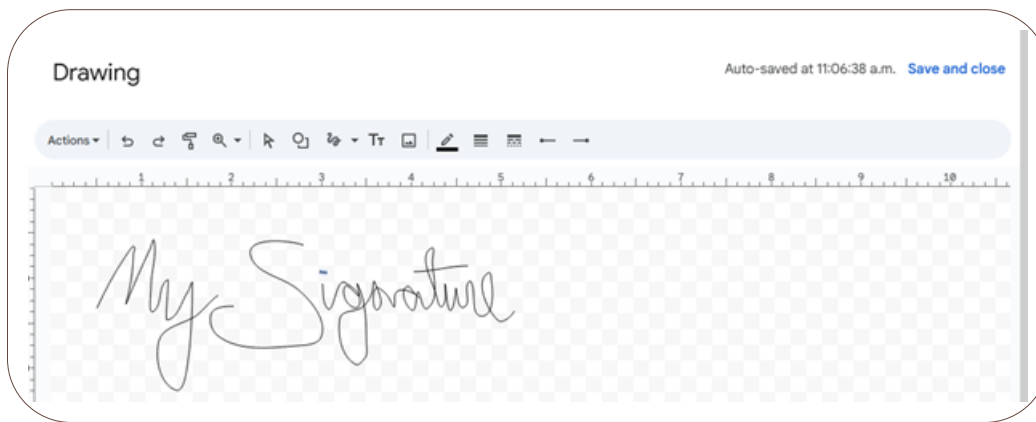 Drawing
Auto-saved at 11:06:38 a.m. Save and close
Actions
1 2 3 4 5 6 7 8 9 10
My Signature